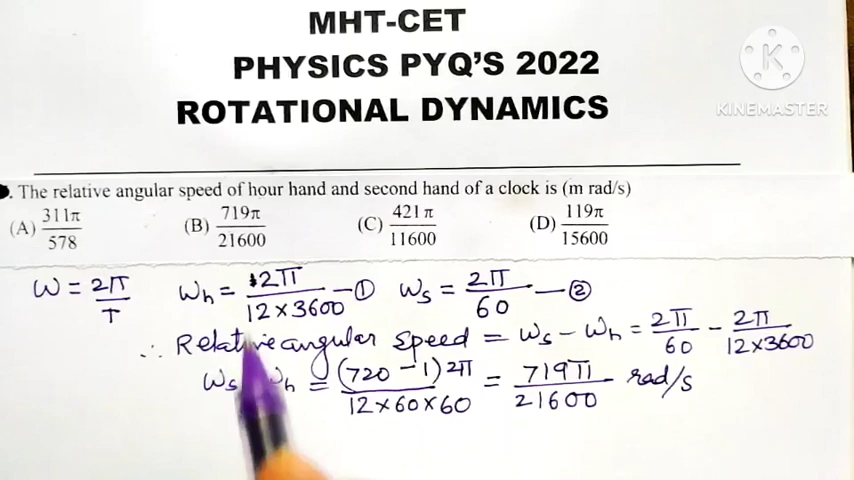 MHT-CET
PHYSICS PYQ'S 2022
ROTATIONAL DYNAMICS
K
KINEMASTER
. The relative angular speed of hour hand and second hand of a clock is (m rad/s)
(A) 311π/578 (B) 719π/21600 (C) 421π/11600 (D) 119π/15600
ω = 2π/T ωh = 2π/(12×3600) —① ωs = 2π/60 —②
∴ Relative angular speed = ωs − ωh = 2π/60 − 2π/(12×3600)
ωs ωh = (720 − 1) 2π/(12×60×60) = 719π/21600 rad/s